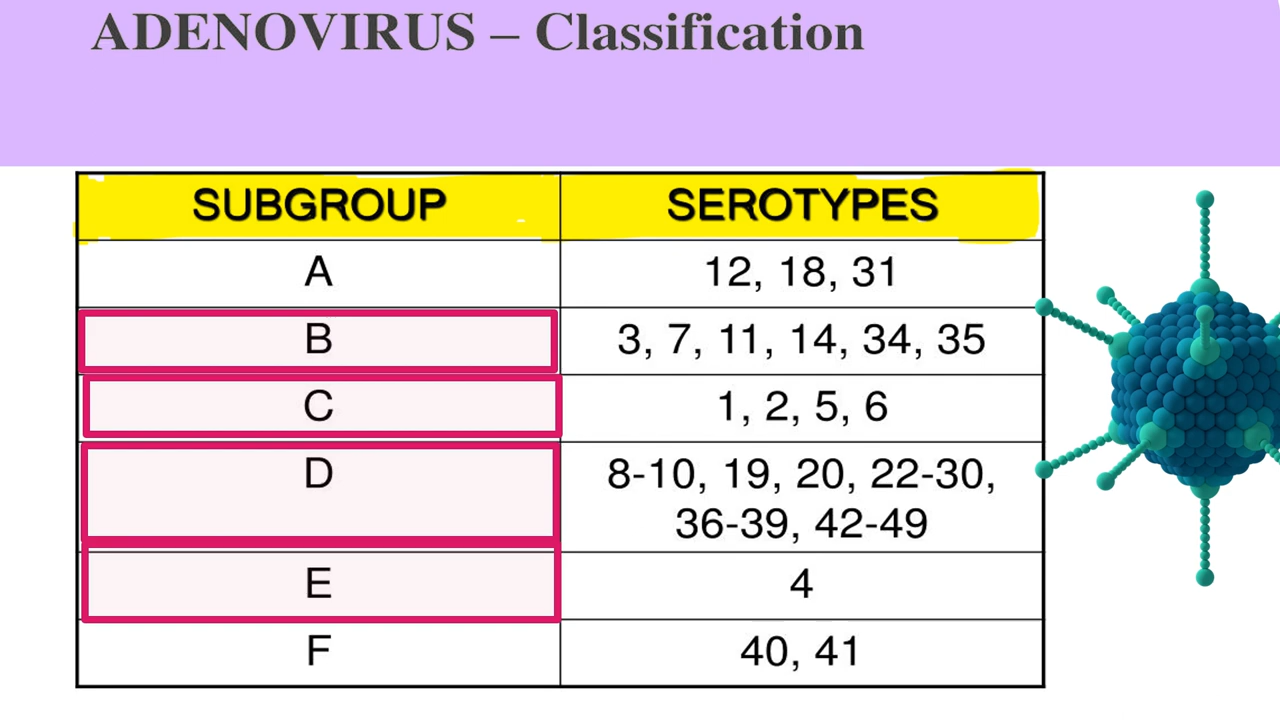 ADENOVIRUS – Classification
SUBGROUP SEROTYPES
A 12, 18, 31
B 3, 7, 11, 14, 34, 35
C 1, 2, 5, 6
D 8-10, 19, 20, 22-30,
36-39, 42-49
E 4
F 40, 41